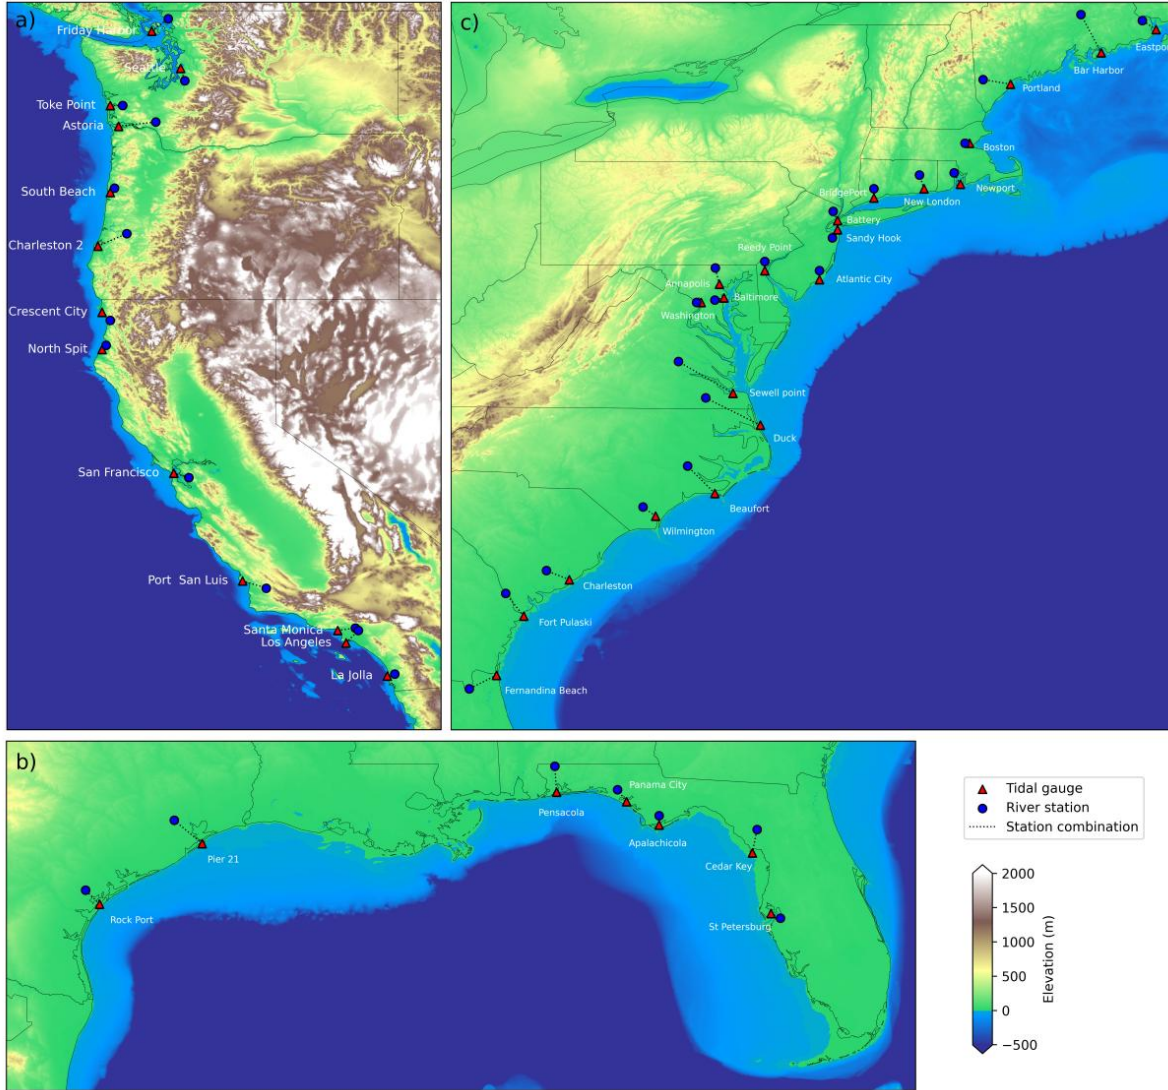 a)
Friday Harbor
Seattle
Toke Point
Astoria
South Beach
Charleston 2
Crescent City
North Spit
San Francisco
Port San Luis
Santa Monica
Los Angeles
La Jolla
c)
Eastpor
Bar Harbor
Portland
Boston
Newport
New London
BridgePort
Battery
Sandy Hook
Reedy Point
Atlantic City
Annapolis
Baltimore
Washington
Sewell point
Duck
Beaufort
Wilmington
Charleston
Fort Pulaski
Fernandina Beach
b)
Pensacola
Panama City
Apalachicola
Pier 21
Cedar Key
Rock Port
St Petersburg
Tidal gauge
River station
Station combination
2000
1500
1000
500
0
−500
Elevation (m)